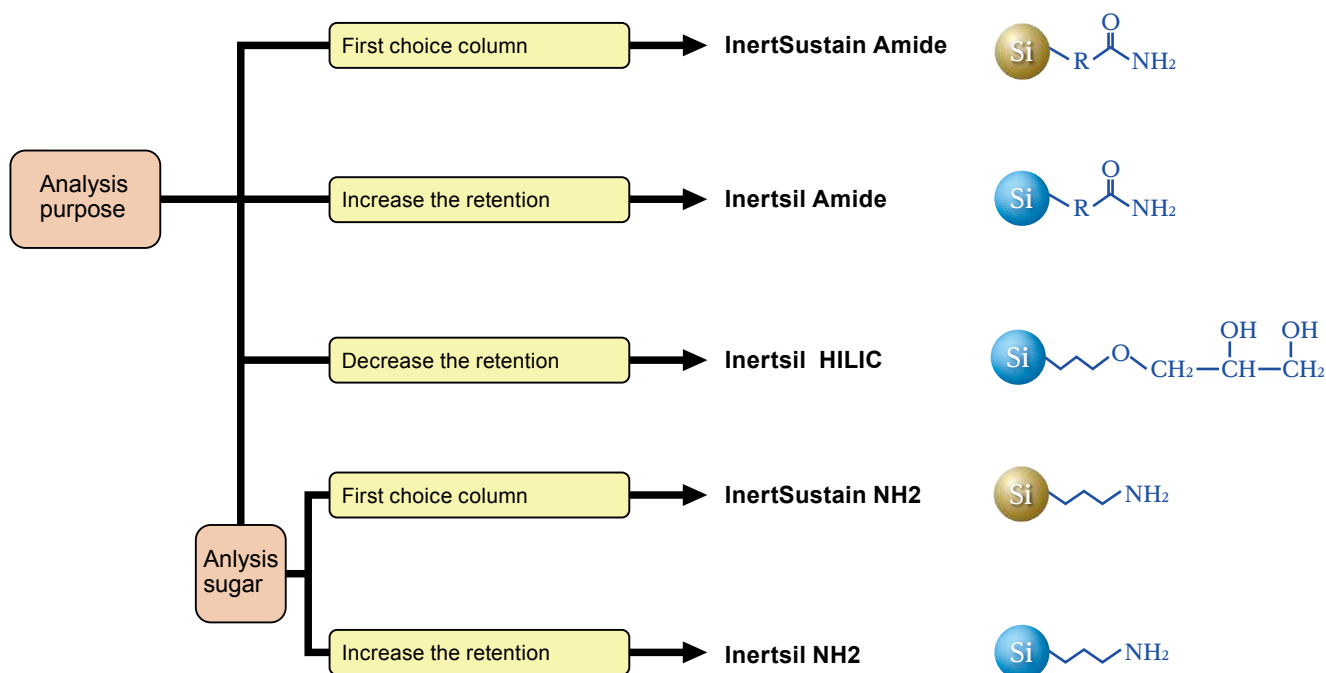 First choice column
InertSustain Amide
Si
R
O
NH2
Analysis
purpose
Increase the retention
Inertsil Amide
Si
R
O
NH2
Decrease the retention
Inertsil  HILIC
Si
O
CH2
OH
CH
OH
CH2
Anlysis
sugar
First choice column
InertSustain NH2
Si
NH2
Increase the retention
Inertsil NH2
Si
NH2